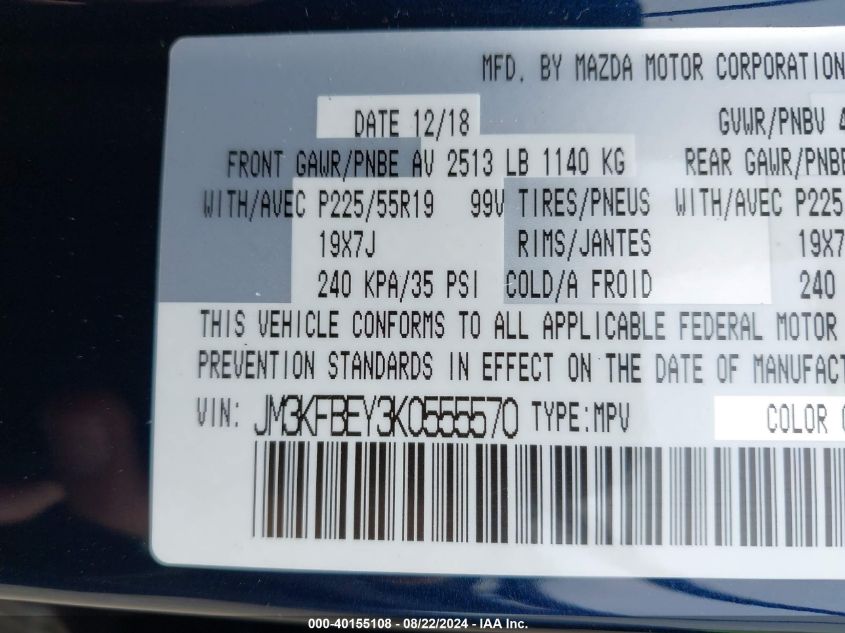 MFD. BY MAZDA MOTOR CORPORATION
DATE 12/18 GVWR/PNBV 4
FRONT GAWR/PNBE AV 2513 LB 1140 KG REAR GAWR/PNBE
WITH/AVEC P225/55R19 99V TIRES/PNEUS WITH/AVEC P225
19X7J RIMS/JANTES 19X7
240 KPA/35 PSI COLD/A FROID 240
THIS VEHICLE CONFORMS TO ALL APPLICABLE FEDERAL MOTOR
PREVENTION STANDARDS IN EFFECT ON THE DATE OF MANUFACT
VIN: JM3KFBEY3K0555570 TYPE:MPV COLOR
000-40155108 - 08/22/2024 - IAA Inc.